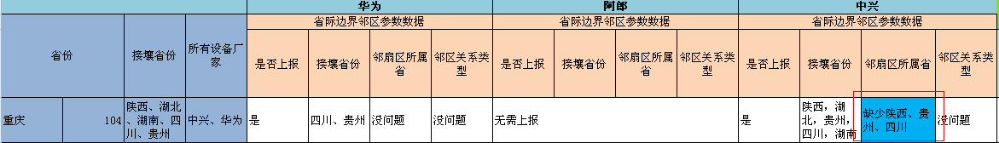 华为 阿郎 中兴
省际边界邻区参数数据 省际边界邻区参数数据 省际边界邻区参数数据
省份 接壤省份 所有设备厂家 是否上报 接壤省份 邻扇区所属省 邻区关系类型 是否上报 接壤省份 邻扇区所属省 邻区关系类型 是否上报 接壤省份 邻扇区所属省 邻区关系类型
重庆 104 陕西、湖北、湖南、四川、贵州 中兴、华为 是 四川、贵州 没问题 没问题 无需上报 是 陕西，湖北，贵州，四川，湖南 缺少陕西、贵州、四川 没问题